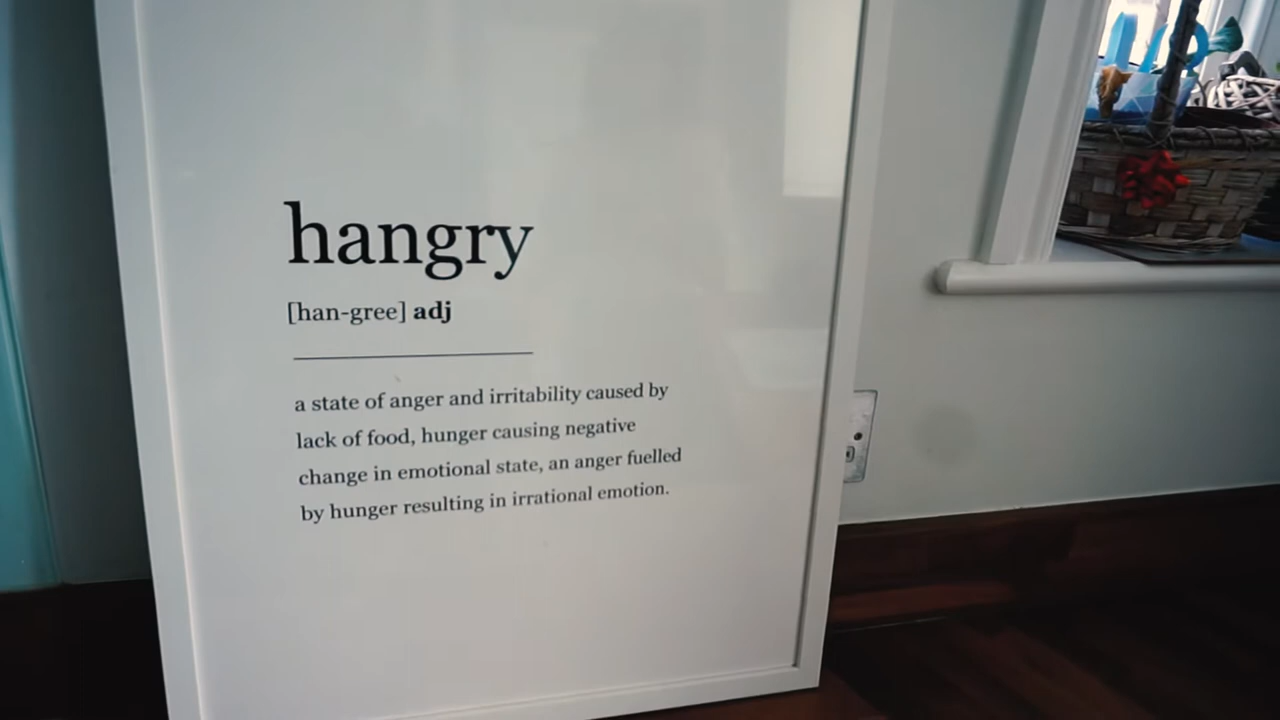 hangry
[han-gree] adj
a state of anger and irritability caused by
lack of food, hunger causing negative
change in emotional state, an anger fuelled
by hunger resulting in irrational emotion.